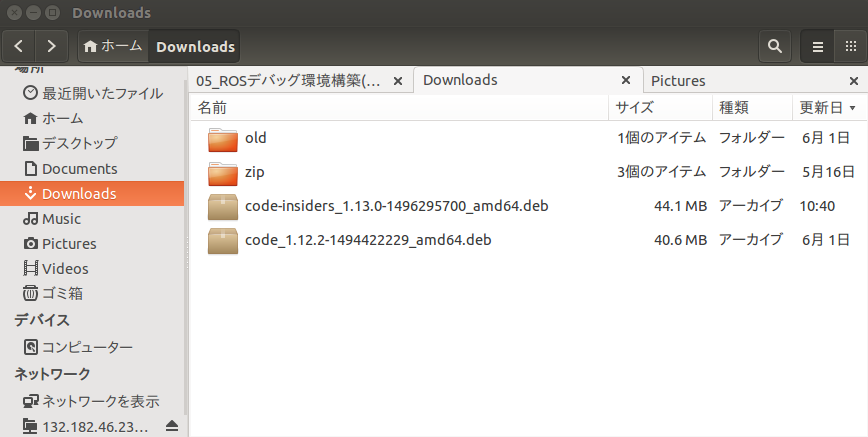 Downloads
ホーム Downloads
場所
最近開いたファイル
ホーム
デスクトップ
Documents
Downloads
Music
Pictures
Videos
ゴミ箱
デバイス
コンピューター
ネットワーク
ネットワークを表示
132.182.46.23...
05_ROSデバッグ環境構築(... Downloads Pictures
名前 サイズ 種類 更新日
old 1個のアイテム フォルダー 6月 1日
zip 3個のアイテム フォルダー 5月16日
code-insiders_1.13.0-1496295700_amd64.deb 44.1 MB アーカイブ 10:40
code_1.12.2-1494422229_amd64.deb 40.6 MB アーカイブ 6月 1日